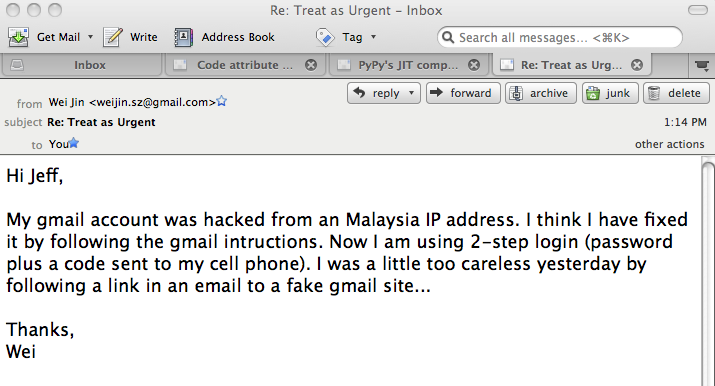 Re: Treat as Urgent – Inbox
Get Mail Write Address Book Tag Search all messages... <⌘K>
Inbox Code attribute ... PyPy's JIT comp... Re: Treat as Urg...
from Wei Jin <weijin.sz@gmail.com> reply forward archive junk delete
subject Re: Treat as Urgent 1:14 PM
to You other actions
Hi Jeff,
My gmail account was hacked from an Malaysia IP address. I think I have fixed
it by following the gmail intructions. Now I am using 2-step login (password
plus a code sent to my cell phone). I was a little too careless yesterday by
following a link in an email to a fake gmail site...
Thanks,
Wei